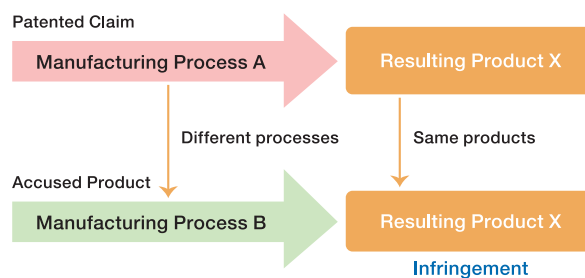 Patented Claim
Manufacturing Process A
Resulting Product X
Different processes
Same products
Accused Product
Manufacturing Process B
Resulting Product X
Infringement